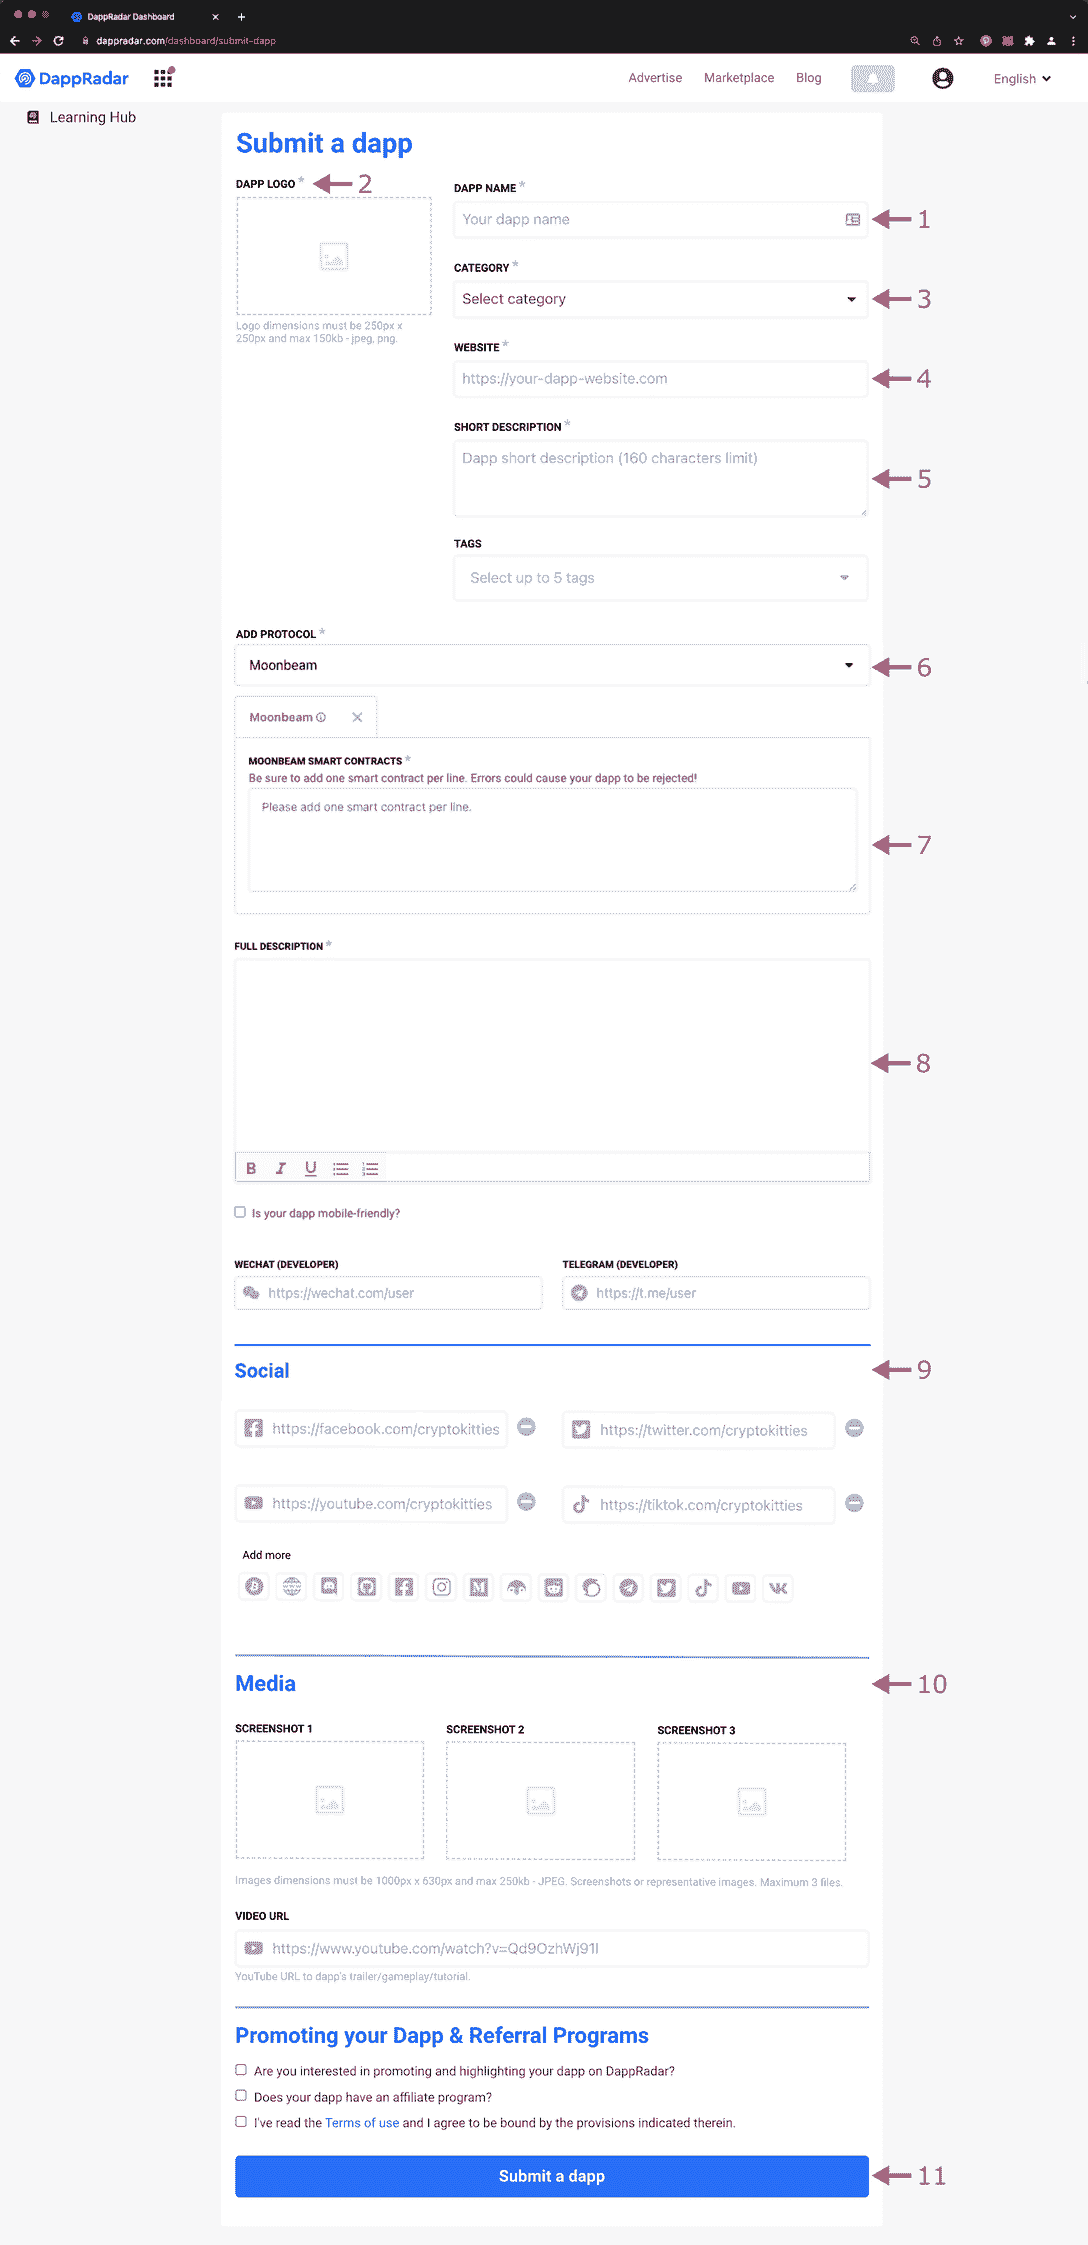 DappRadar Dashboard
dappradar.com/dashboard/submit-dapp
DappRadar
Advertise
Marketplace
Blog
English
Learning Hub
Submit a dapp
DAPP LOGO *
2
Logo dimensions must be 250px x
250px and max 150kb - jpeg, png.
DAPP NAME *
Your dapp name
1
CATEGORY *
Select category
3
WEBSITE *
https://your-dapp-website.com
4
SHORT DESCRIPTION *
Dapp short description (160 characters limit)
5
TAGS
Select up to 5 tags
ADD PROTOCOL *
Moonbeam
6
Moonbeam
MOONBEAM SMART CONTRACTS *
Be sure to add one smart contract per line. Errors could cause your dapp to be rejected!
Please add one smart contract per line.
7
FULL DESCRIPTION *
8
B I U
Is your dapp mobile-friendly?
WECHAT (DEVELOPER)
https://wechat.com/user
TELEGRAM (DEVELOPER)
https://t.me/user
Social
9
https://facebook.com/cryptokitties
https://twitter.com/cryptokitties
https://youtube.com/cryptokitties
https://tiktok.com/cryptokitties
Add more
Media
10
SCREENSHOT 1
SCREENSHOT 2
SCREENSHOT 3
Images dimensions must be 1000px x 630px and max 250kb - JPEG. Screenshots or representative images. Maximum 3 files.
VIDEO URL
https://www.youtube.com/watch?v=Qd9OzhWj91I
YouTube URL to dapp's trailer/gameplay/tutorial.
Promoting your Dapp & Referral Programs
Are you interested in promoting and highlighting your dapp on DappRadar?
Does your dapp have an affiliate program?
I've read the Terms of use and I agree to be bound by the provisions indicated therein.
Submit a dapp
11